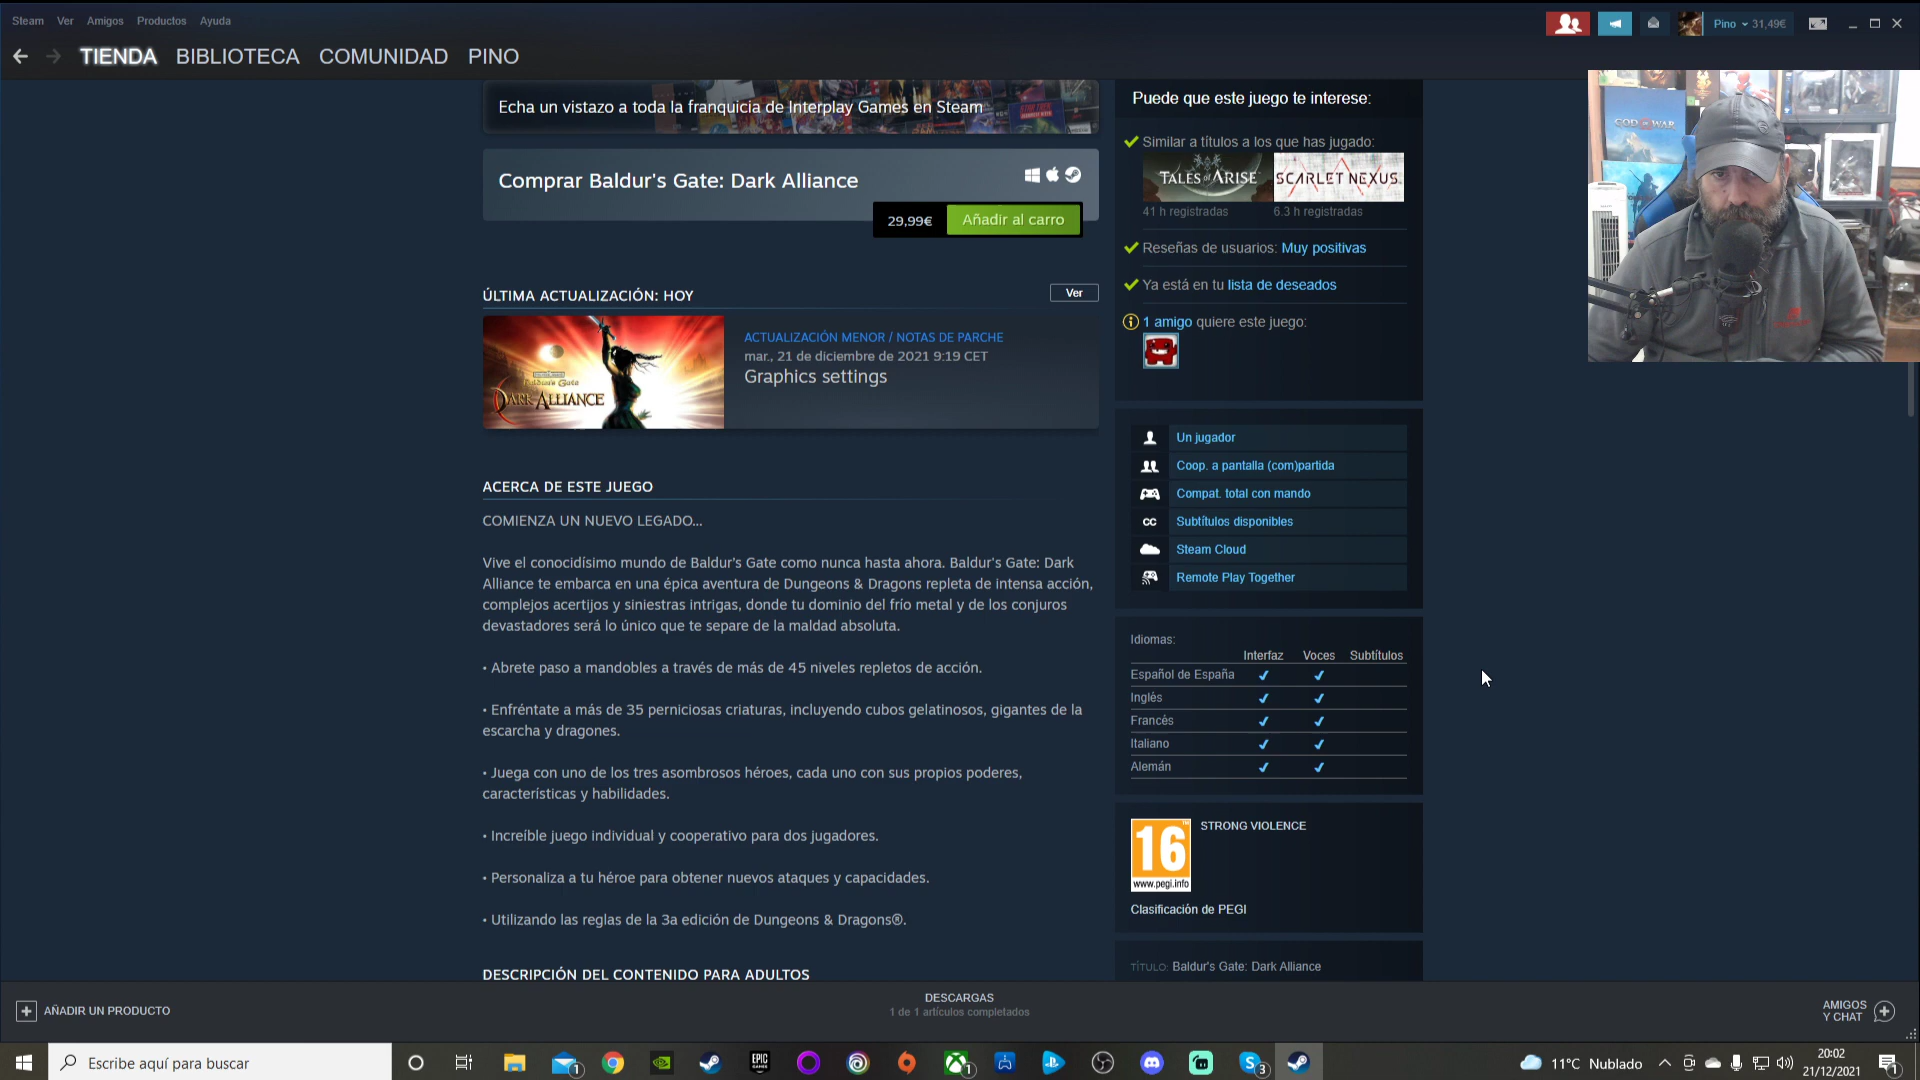 Steam Ver Amigos Productos Ayuda
Pino 31,49€
TIENDA BIBLIOTECA COMUNIDAD PINO
Echa un vistazo a toda la franquicia de Interplay Games en Steam
Comprar Baldur's Gate: Dark Alliance
29,99€ Añadir al carro
ÚLTIMA ACTUALIZACIÓN: HOY
Ver
Baldur's Gate
DARK ALLIANCE
ACTUALIZACIÓN MENOR / NOTAS DE PARCHE
mar., 21 de diciembre de 2021 9:19 CET
Graphics settings
ACERCA DE ESTE JUEGO
COMIENZA UN NUEVO LEGADO...
Vive el conocidísimo mundo de Baldur's Gate como nunca hasta ahora. Baldur's Gate: Dark
Alliance te embarca en una épica aventura de Dungeons & Dragons repleta de intensa acción,
complejos acertijos y siniestras intrigas, donde tu dominio del frío metal y de los conjuros
devastadores será lo único que te separe de la maldad absoluta.
• Abrete paso a mandobles a través de más de 45 niveles repletos de acción.
• Enfréntate a más de 35 perniciosas criaturas, incluyendo cubos gelatinosos, gigantes de la
escarcha y dragones.
• Juega con uno de los tres asombrosos héroes, cada uno con sus propios poderes,
características y habilidades.
• Increíble juego individual y cooperativo para dos jugadores.
• Personaliza a tu héroe para obtener nuevos ataques y capacidades.
• Utilizando las reglas de la 3a edición de Dungeons & Dragons®.
DESCRIPCIÓN DEL CONTENIDO PARA ADULTOS
Puede que este juego te interese:
Similar a títulos a los que has jugado:
TALES of ARISE
SCARLET NEXUS
41 h registradas
6.3 h registradas
Reseñas de usuarios: Muy positivas
Ya está en tu lista de deseados
1 amigo quiere este juego:
Un jugador
Coop. a pantalla (com)partida
Compat. total con mando
CC Subtítulos disponibles
Steam Cloud
Remote Play Together
Idiomas:
Interfaz Voces Subtítulos
Español de España ✔ ✔
Inglés ✔ ✔
Francés ✔ ✔
Italiano ✔ ✔
Alemán ✔ ✔
16
www.pegi.info
STRONG VIOLENCE
Clasificación de PEGI
TÍTULO: Baldur's Gate: Dark Alliance
GOD OF WAR
AÑADIR UN PRODUCTO
DESCARGAS
1 de 1 artículos completados
AMIGOS
Y CHAT
Escribe aquí para buscar
1
EPIC
GAMES
1
3
11°C Nublado
20:02
21/12/2021
1